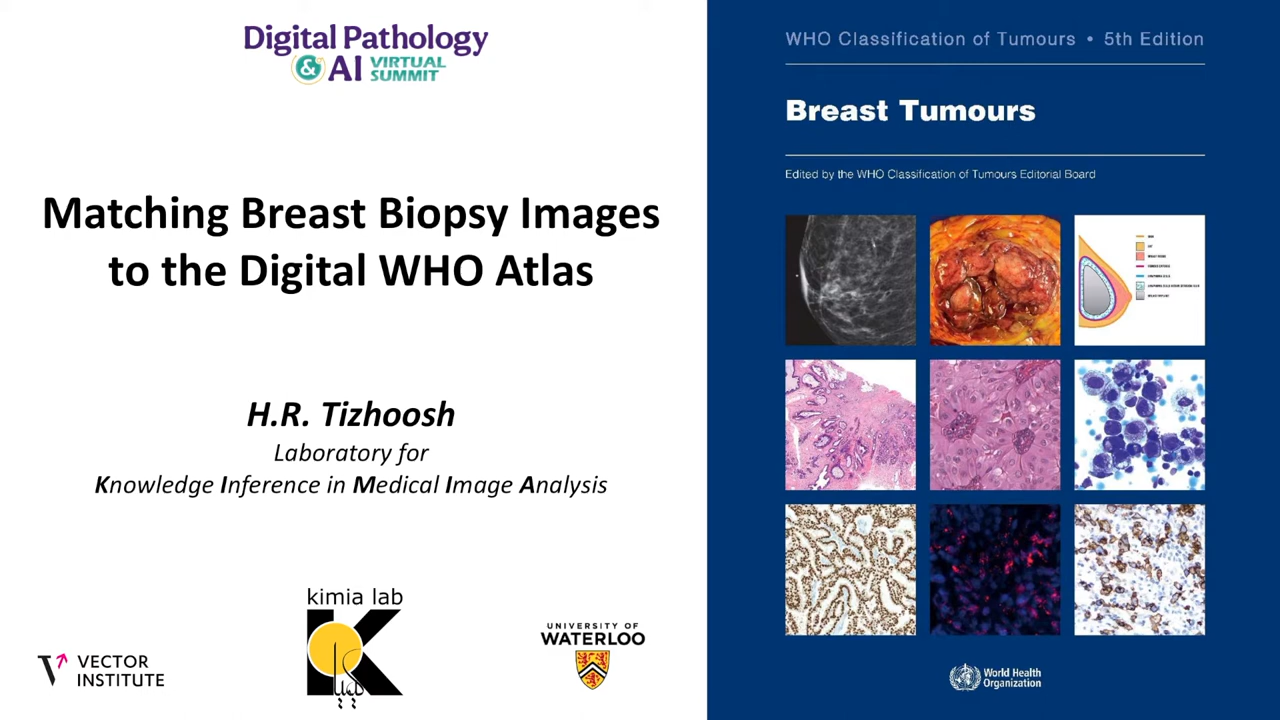 Digital Pathology
& AI VIRTUAL SUMMIT
Matching Breast Biopsy Images
to the Digital WHO Atlas
H.R. Tizhoosh
Laboratory for
Knowledge Inference in Medical Image Analysis
kimia lab
VECTOR
INSTITUTE
UNIVERSITY OF
WATERLOO
WHO Classification of Tumours • 5th Edition
Breast Tumours
Edited by the WHO Classification of Tumours Editorial Board
World Health
Organization